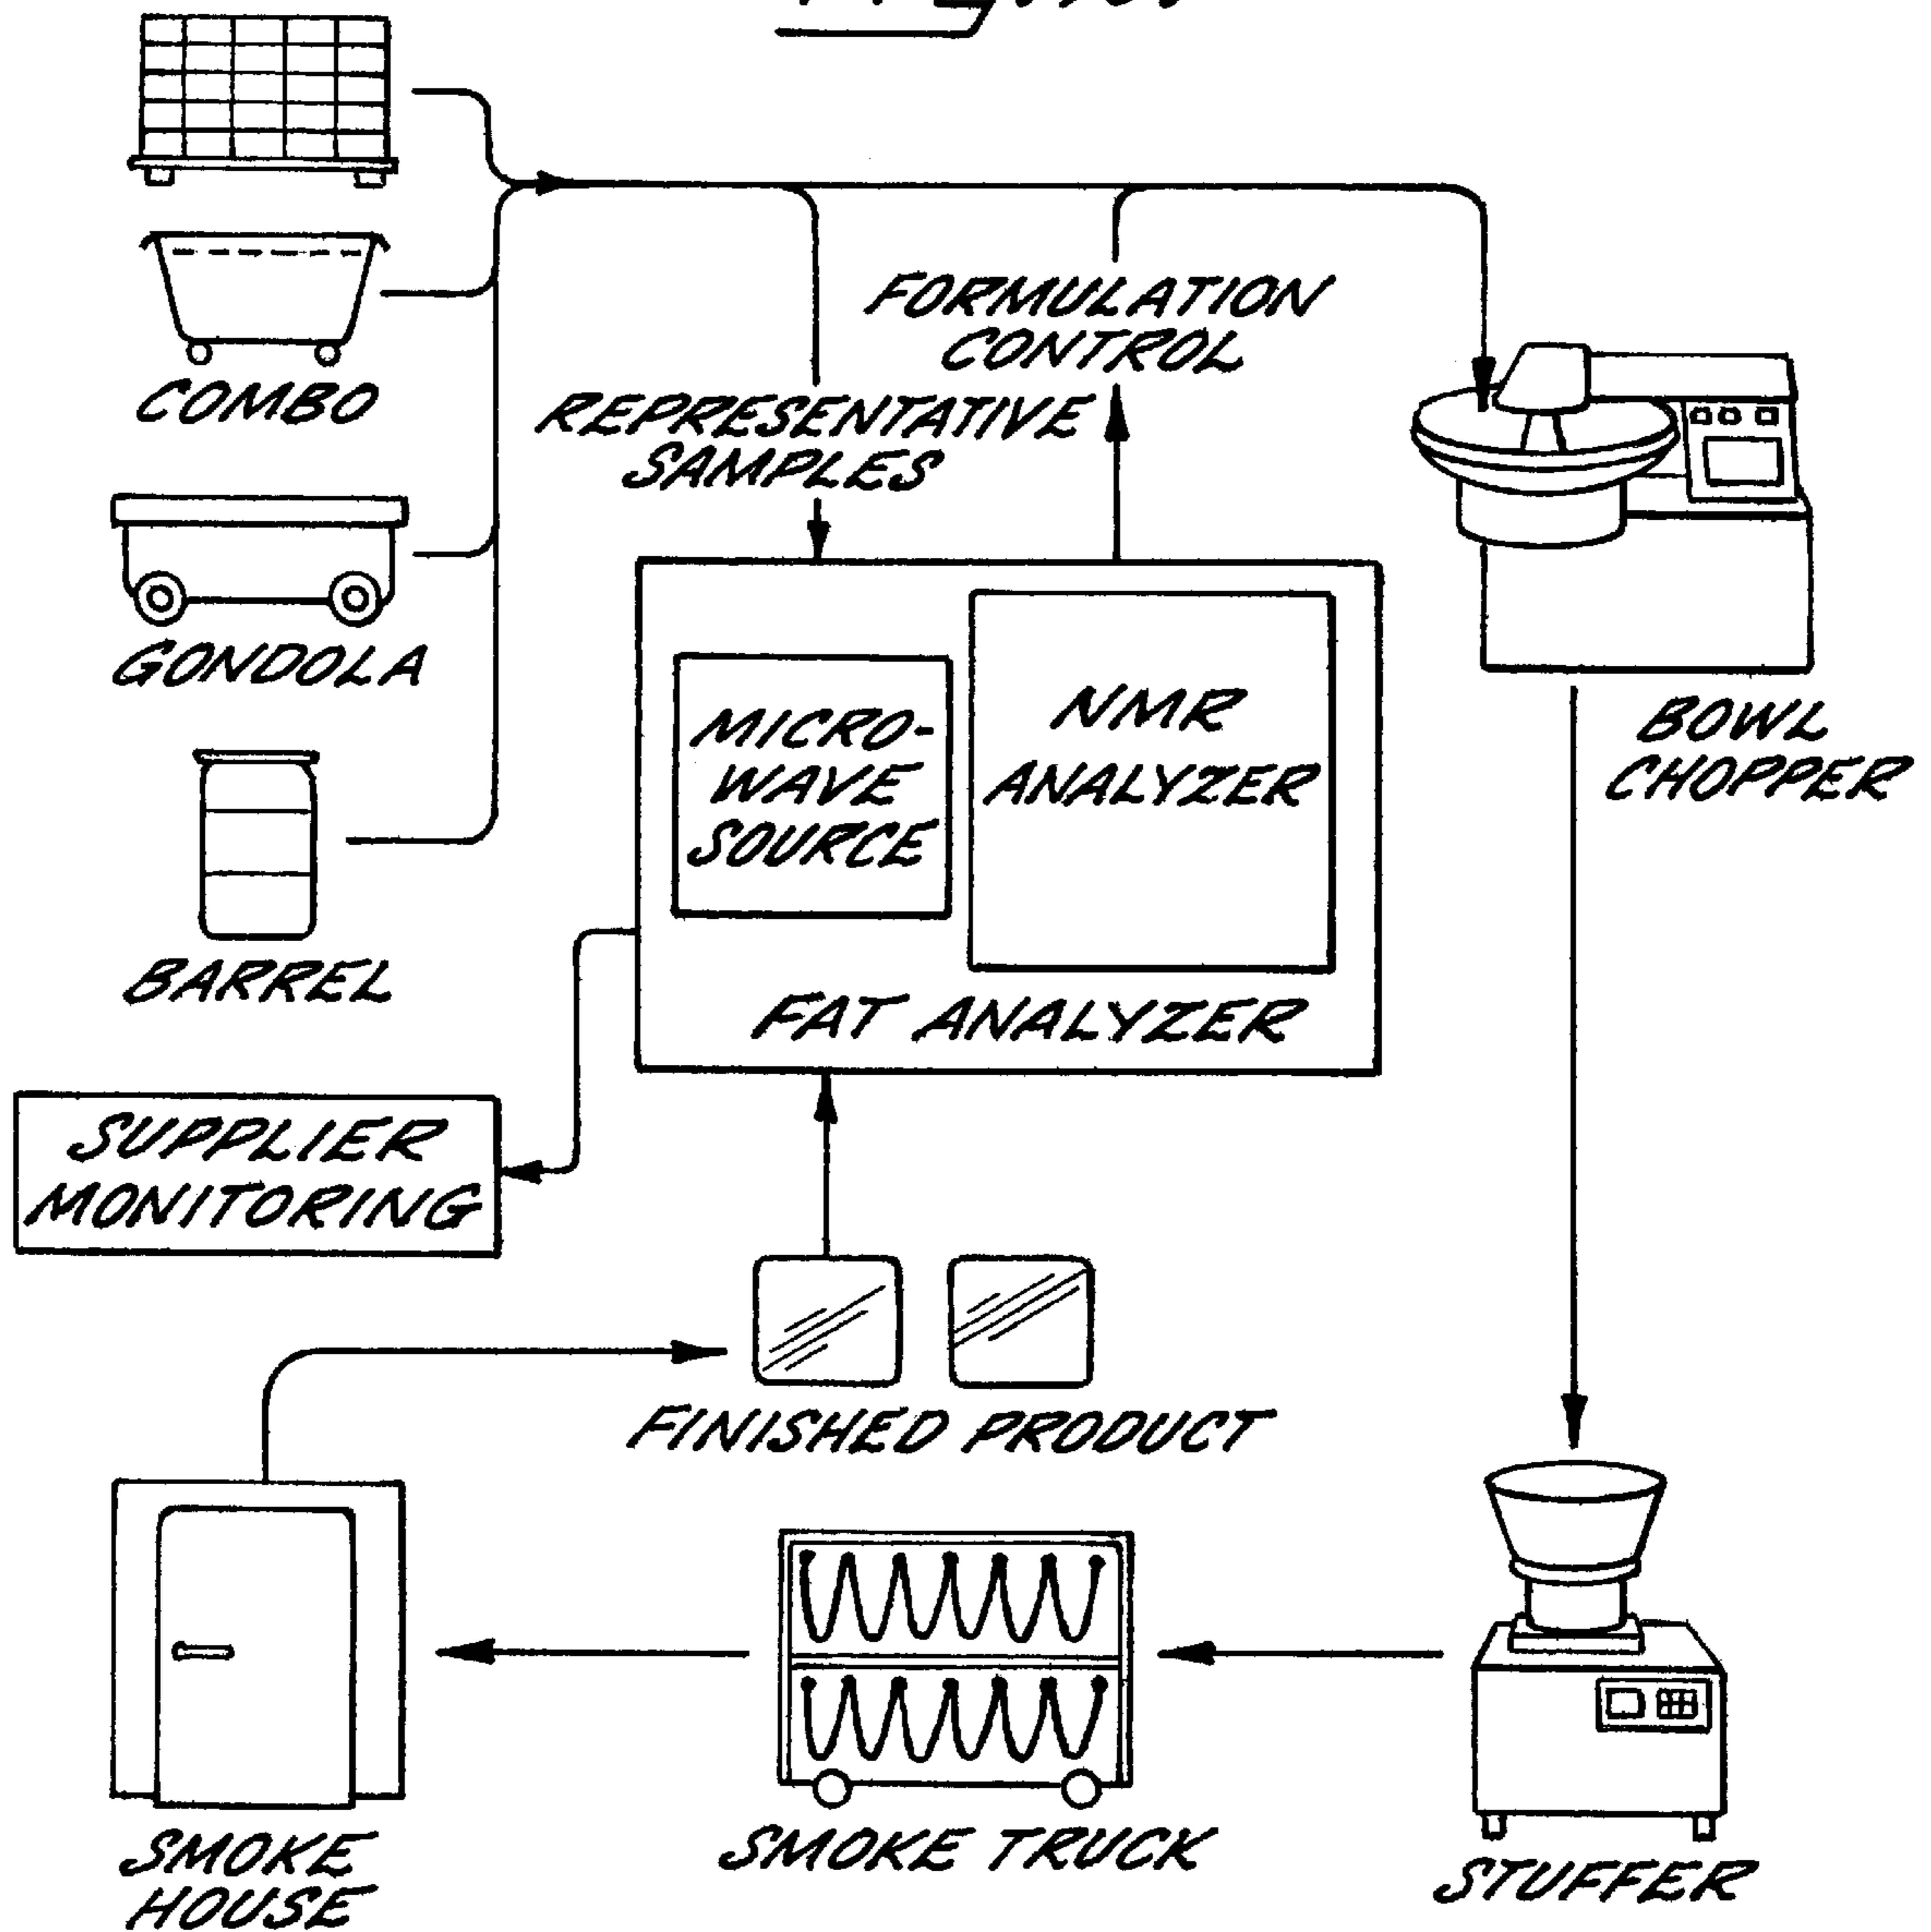 COMBO
FORMULATION
CONTROL
REPRESENTATIVE
SAMPLES
GONDOLA
MICRO-
WAVE
SOURCE
NMR
ANALYZER
BOWL
CHOPPER
BARREL
FAT ANALYZER
SUPPLIER
MONITORING
FINISHED PRODUCT
SMOKE
HOUSE
SMOKE TRUCK
STUFFER